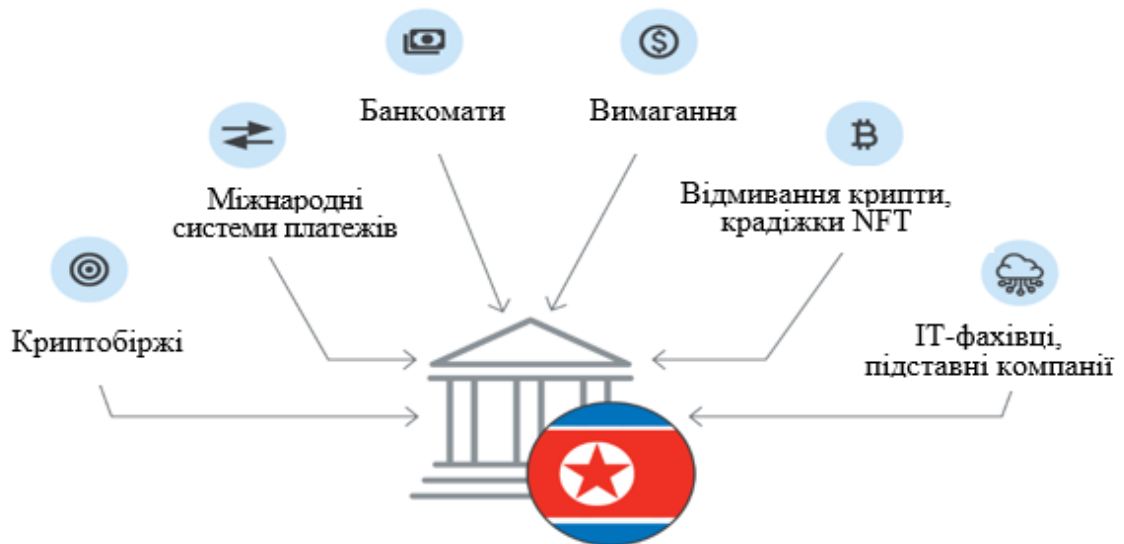 Банкомати
Вимагання
Міжнародні
системи платежів
Відмивання крипти,
крадіжки NFT
Криптобіржі
ІТ-фахівці,
підставні компанії